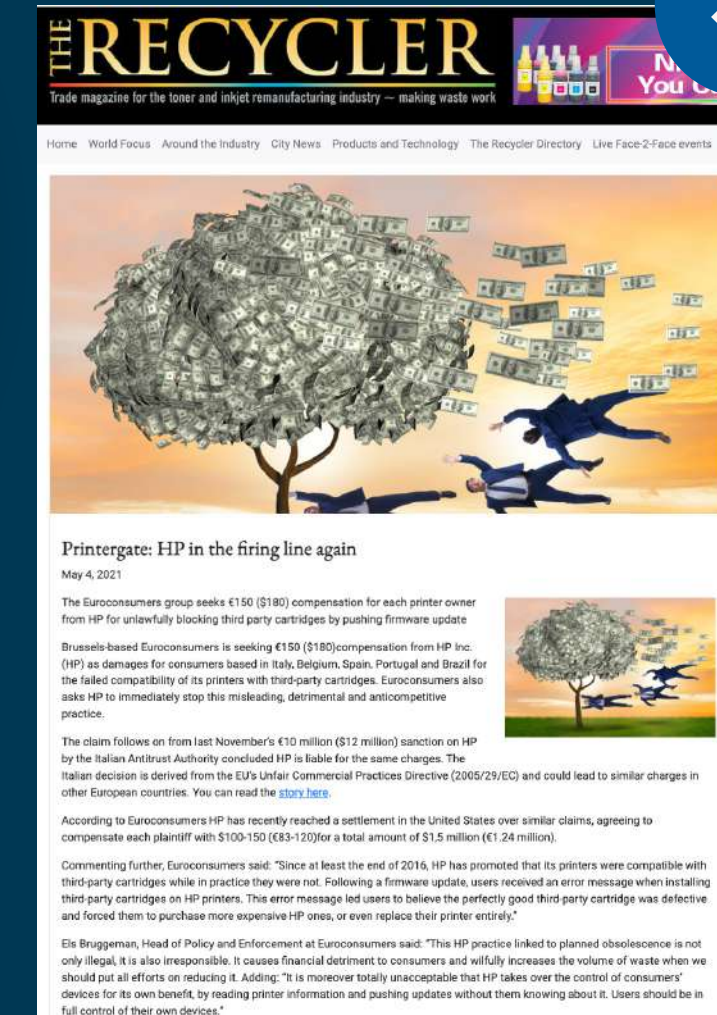 THE RECYCLER
Trade magazine for the toner and inkjet remanufacturing industry — making waste work
You
Home World Focus Around the Industry City News Products and Technology The Recycler Directory Live Face-2-Face events
Printergate: HP in the firing line again
May 4, 2021
The Euroconsumers group seeks €150 ($180) compensation for each printer owner
from HP for unlawfully blocking third party cartridges by pushing firmware update
Brussels-based Euroconsumers is seeking €150 ($180)compensation from HP Inc.
(HP) as damages for consumers based in Italy, Belgium, Spain, Portugal and Brazil for
the failed compatibility of its printers with third-party cartridges. Euroconsumers also
asks HP to immediately stop this misleading, detrimental and anticompetitive
practice.
The claim follows on from last November's €10 million ($12 million) sanction on HP
by the Italian Antitrust Authority concluded HP is liable for the same charges. The
Italian decision is derived from the EU's Unfair Commercial Practices Directive (2005/29/EC) and could lead to similar charges in
other European countries. You can read the story here.
According to Euroconsumers HP has recently reached a settlement in the United States over similar claims, agreeing to
compensate each plaintiff with $100-150 (€83-120)for a total amount of $1,5 million (€1.24 million).
Commenting further, Euroconsumers said: "Since at least the end of 2016, HP has promoted that its printers were compatible with
third-party cartridges while in practice they were not. Following a firmware update, users received an error message when installing
third-party cartridges on HP printers. This error message led users to believe the perfectly good third-party cartridge was defective
and forced them to purchase more expensive HP ones, or even replace their printer entirely."
Els Bruggeman, Head of Policy and Enforcement at Euroconsumers said: "This HP practice linked to planned obsolescence is not
only illegal, it is also irresponsible. It causes financial detriment to consumers and wilfully increases the volume of waste when we
should put all efforts on reducing it. Adding: "It is moreover totally unacceptable that HP takes over the control of consumers'
devices for its own benefit, by reading printer information and pushing updates without them knowing about it. Users should be in
full control of their own devices."